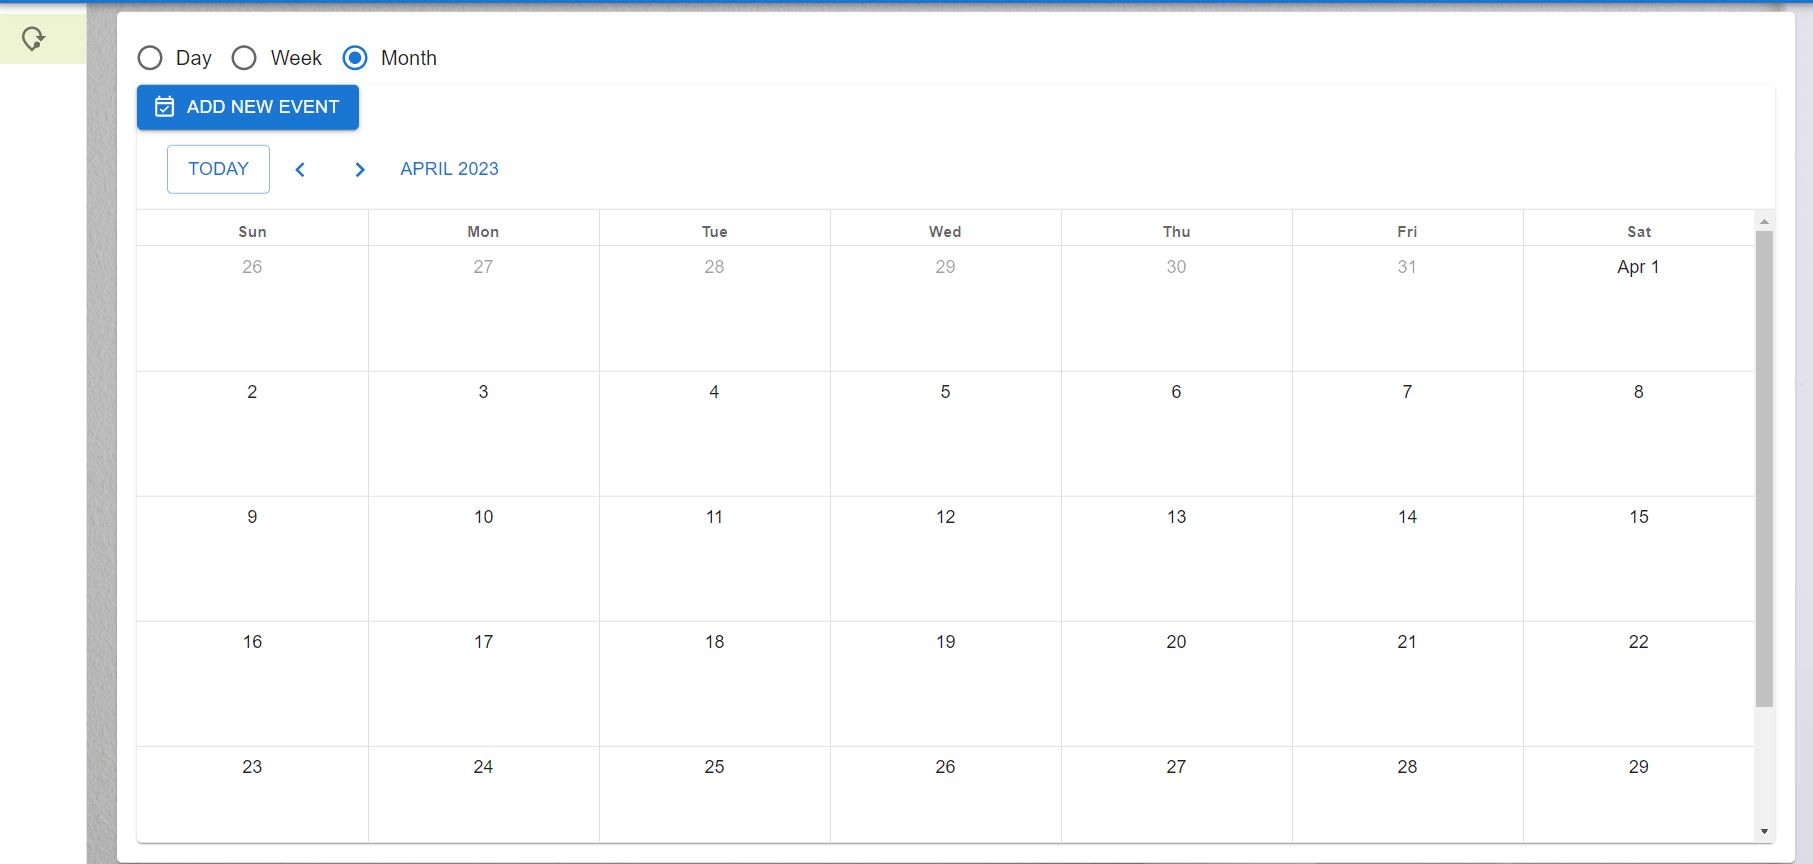 Day Week Month
ADD NEW EVENT
TODAY APRIL 2023
Sun Mon Tue Wed Thu Fri Sat
26 27 28 29 30 31 Apr 1
2 3 4 5 6 7 8
9 10 11 12 13 14 15
16 17 18 19 20 21 22
23 24 25 26 27 28 29